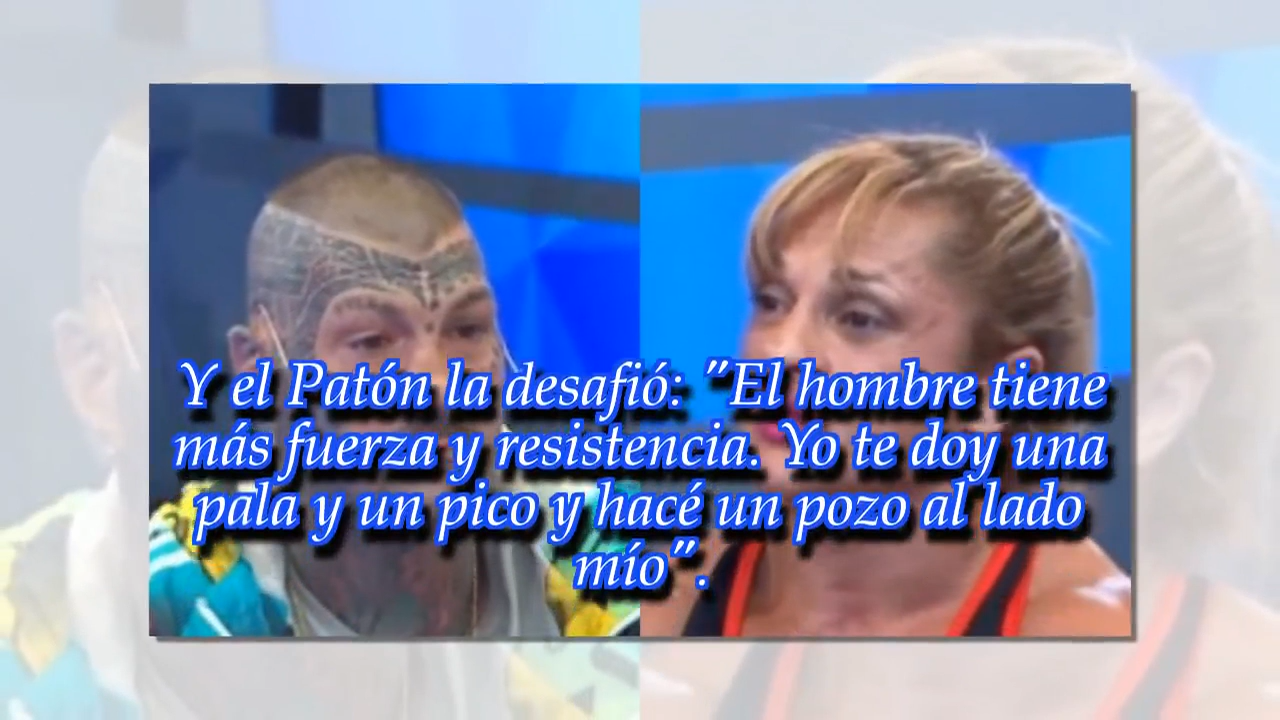 Y el Patón la desafió: "El hombre tiene
más fuerza y resistencia. Yo te doy una
pala y un pico y hacé un pozo al lado
mío".